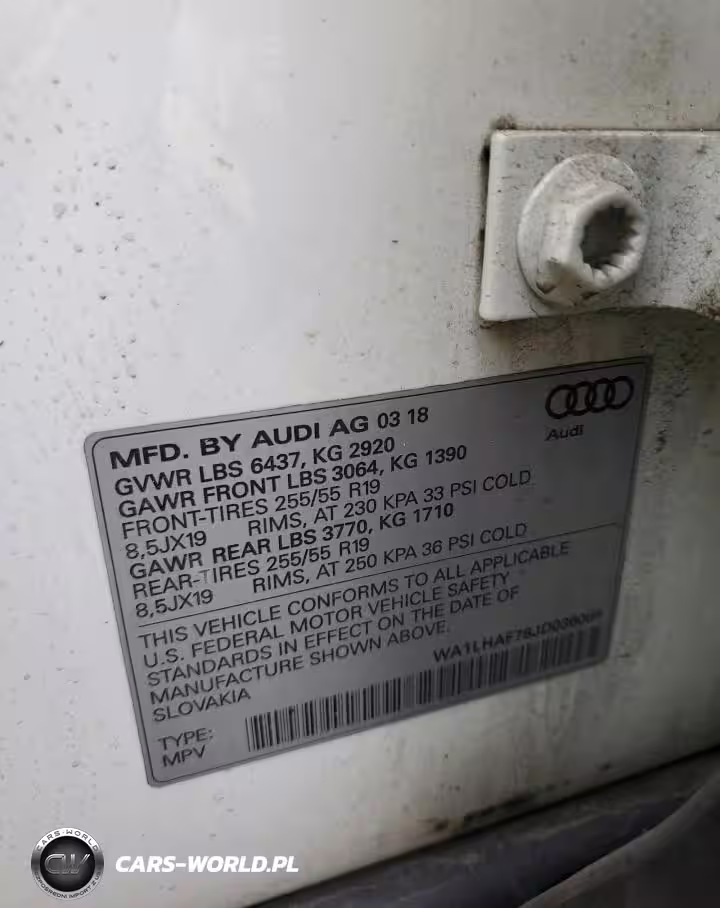 MFD. BY AUDI AG 03 18
GVWR LBS 6437, KG 2920
GAWR FRONT LBS 3064, KG 1390
FRONT-TIRES 255/55 R19
8,5JX19 RIMS, AT 230 KPA 33 PSI COLD
GAWR REAR LBS 3770, KG 1710
REAR-TIRES 255/55 R19
8,5JX19 RIMS, AT 250 KPA 36 PSI COLD
Audi
THIS VEHICLE CONFORMS TO ALL APPLICABLE
U.S. FEDERAL MOTOR VEHICLE SAFETY
STANDARDS IN EFFECT ON THE DATE OF
MANUFACTURE SHOWN ABOVE.
SLOVAKIA
TYPE:
MPV
CARS-WORLD
CW
CARS-WORLD.PL